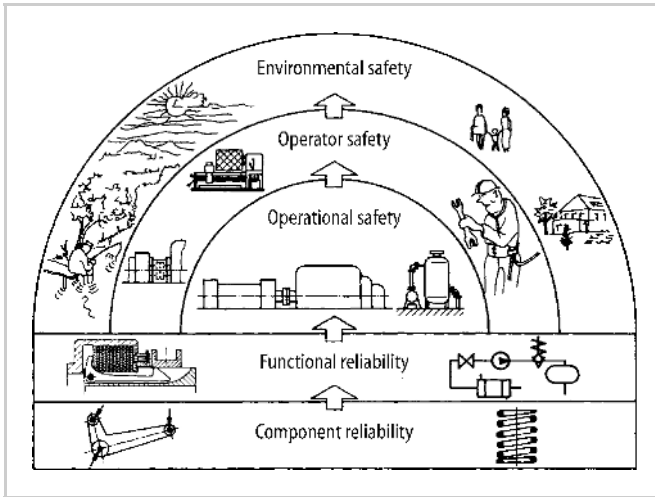 Environmental safety
Operator safety
Operational safety
Functional reliability
Component reliability